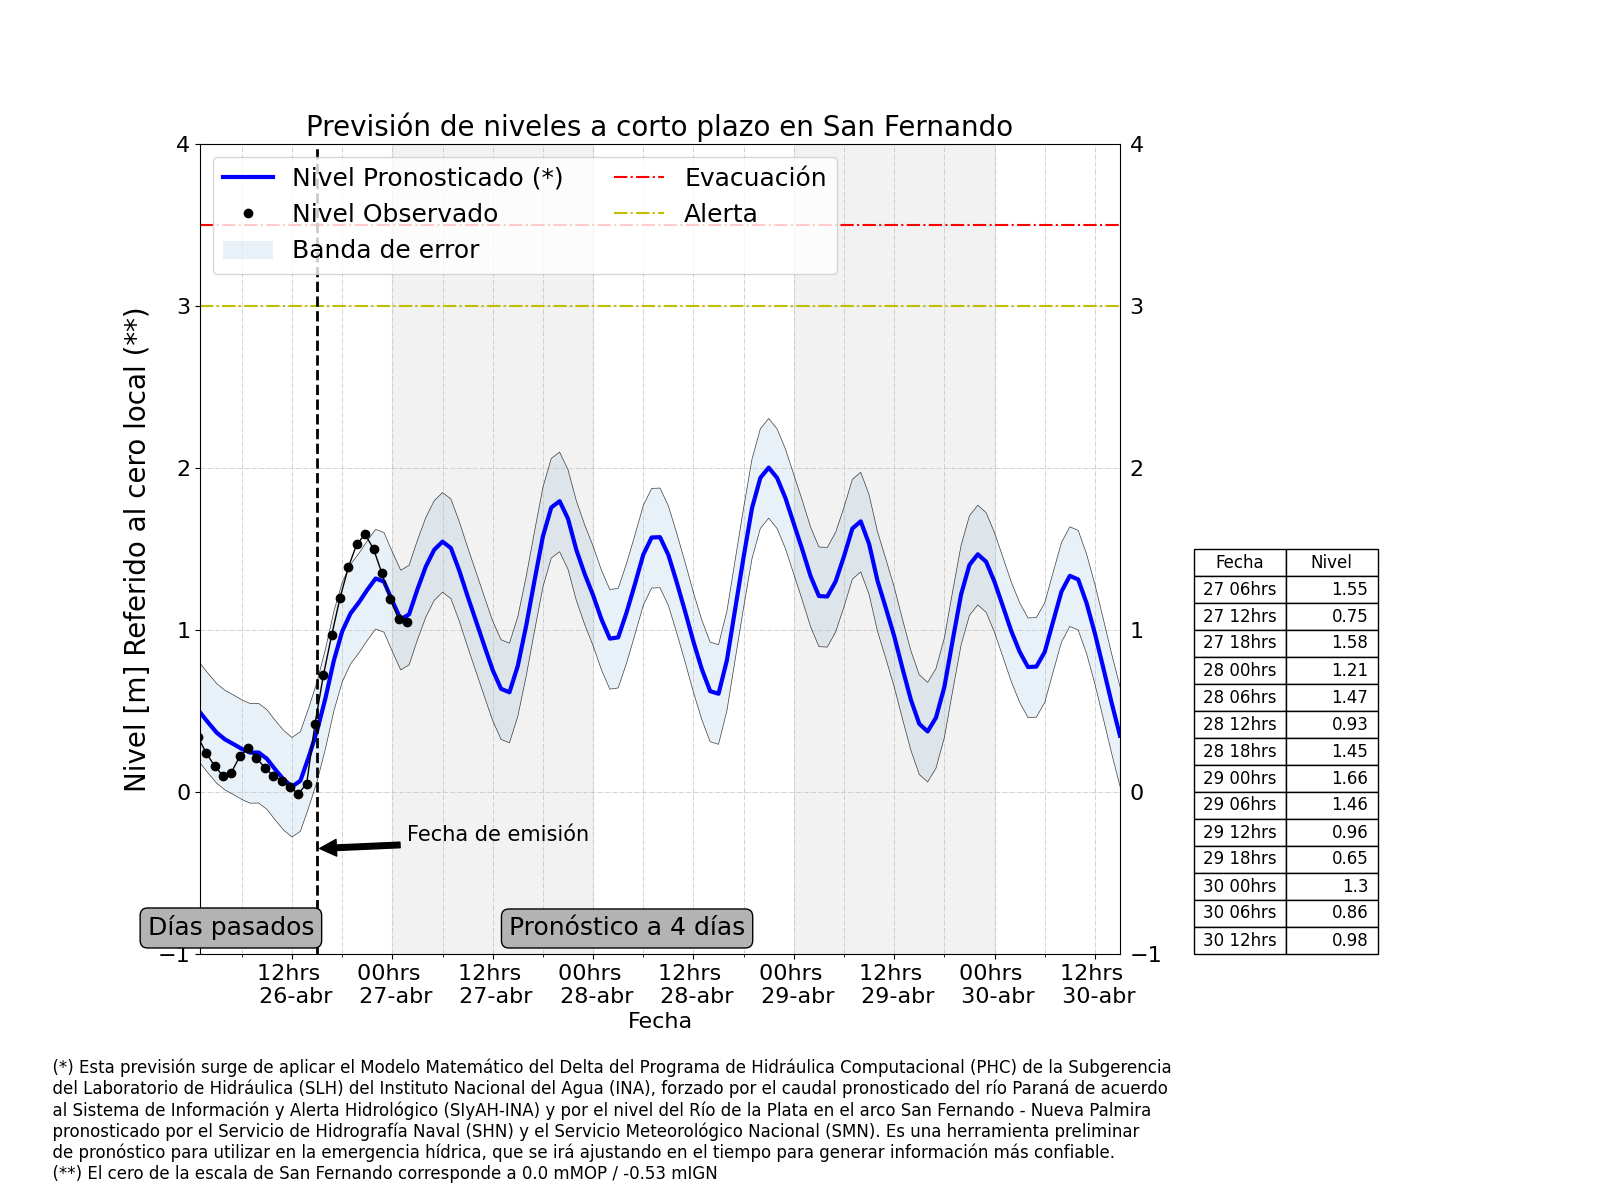 Previsión de niveles a corto plazo en San Fernando
Nivel Pronosticado (*)
Nivel Observado
Banda de error
Evacuación
Alerta
Nivel [m] Referido al cero local (**)
4
3
2
1
0
−1
4
3
2
1
0
−1
Fecha de emisión
Días pasados
Pronóstico a 4 días
12hrs
26-abr
00hrs
27-abr
12hrs
27-abr
00hrs
28-abr
12hrs
28-abr
00hrs
29-abr
12hrs
29-abr
00hrs
30-abr
12hrs
30-abr
Fecha
Fecha Nivel
27 06hrs 1.55
27 12hrs 0.75
27 18hrs 1.58
28 00hrs 1.21
28 06hrs 1.47
28 12hrs 0.93
28 18hrs 1.45
29 00hrs 1.66
29 06hrs 1.46
29 12hrs 0.96
29 18hrs 0.65
30 00hrs 1.3
30 06hrs 0.86
30 12hrs 0.98
(*) Esta previsión surge de aplicar el Modelo Matemático del Delta del Programa de Hidráulica Computacional (PHC) de la Subgerencia
del Laboratorio de Hidráulica (SLH) del Instituto Nacional del Agua (INA), forzado por el caudal pronosticado del río Paraná de acuerdo
al Sistema de Información y Alerta Hidrológico (SIyAH-INA) y por el nivel del Río de la Plata en el arco San Fernando - Nueva Palmira
pronosticado por el Servicio de Hidrografía Naval (SHN) y el Servicio Meteorológico Nacional (SMN). Es una herramienta preliminar
de pronóstico para utilizar en la emergencia hídrica, que se irá ajustando en el tiempo para generar información más confiable.
(**) El cero de la escala de San Fernando corresponde a 0.0 mMOP / -0.53 mIGN